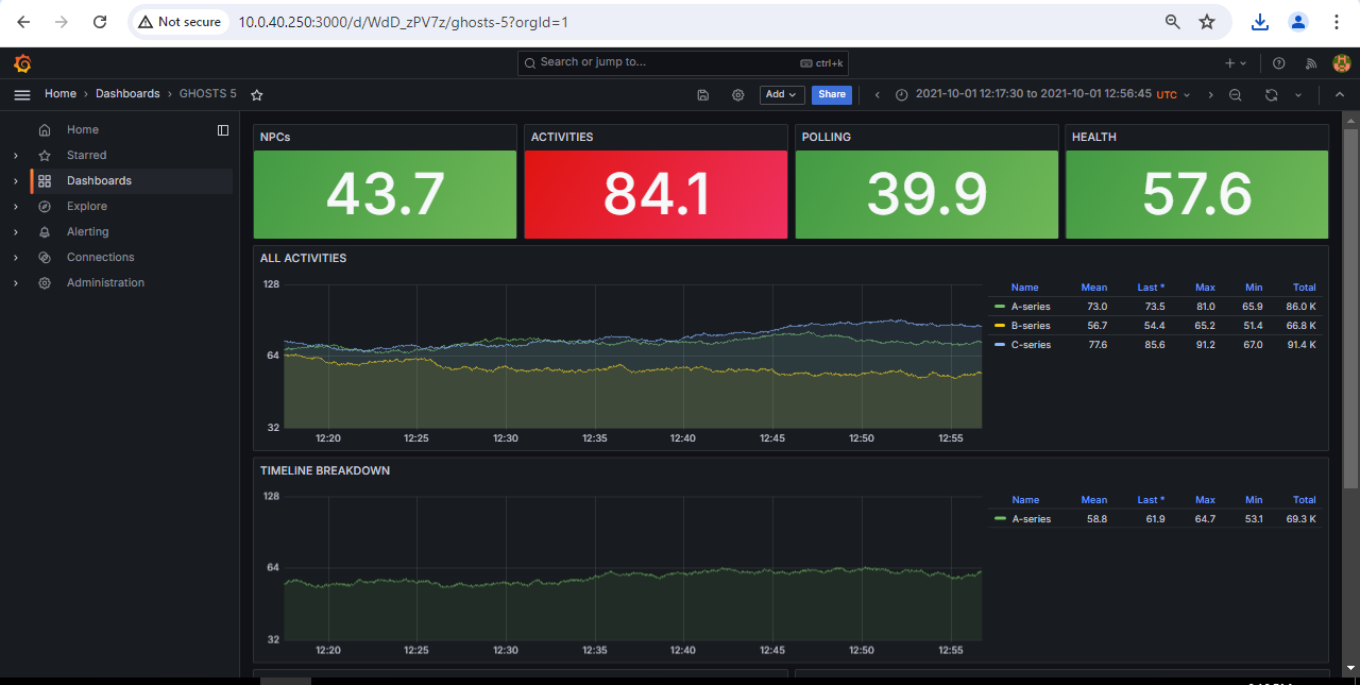 Not secure 10.0.40.250:3000/d/WdD_zPV7z/ghosts-5?orgId=1
Search or jump to... ctrl+k
Home › Dashboards › GHOSTS 5 Add Share 2021-10-01 12:17:30 to 2021-10-01 12:56:45 UTC
Home
Starred
Dashboards
Explore
Alerting
Connections
Administration
NPCs
43.7
ACTIVITIES
84.1
POLLING
39.9
HEALTH
57.6
ALL ACTIVITIES
128
64
32
12:20 12:25 12:30 12:35 12:40 12:45 12:50 12:55
Name Mean Last * Max Min Total
A-series 73.0 73.5 81.0 65.9 86.0 K
B-series 56.7 54.4 65.2 51.4 66.8 K
C-series 77.6 85.6 91.2 67.0 91.4 K
TIMELINE BREAKDOWN
128
64
32
12:20 12:25 12:30 12:35 12:40 12:45 12:50 12:55
Name Mean Last * Max Min Total
A-series 58.8 61.9 64.7 53.1 69.3 K